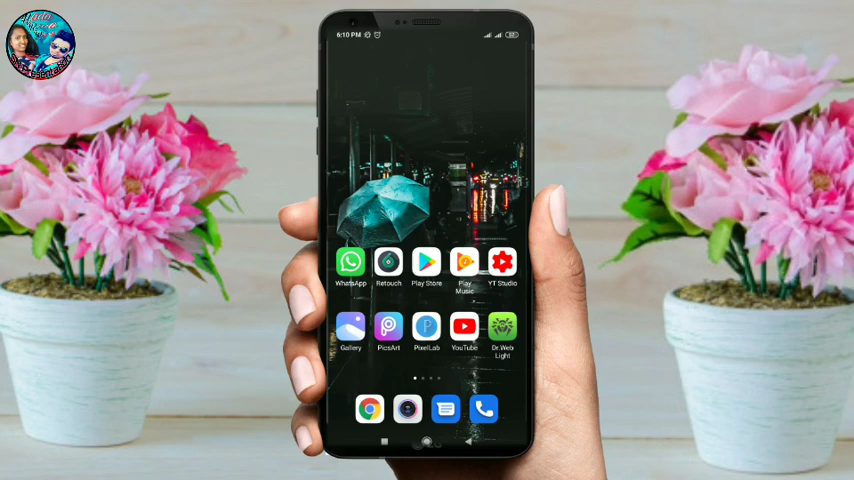 6:10 PM
WhatsApp
Retouch
Play Store
Play
Music
YT Studio
Gallery
PicsArt
PixelLab
YouTube
Dr.Web
Light